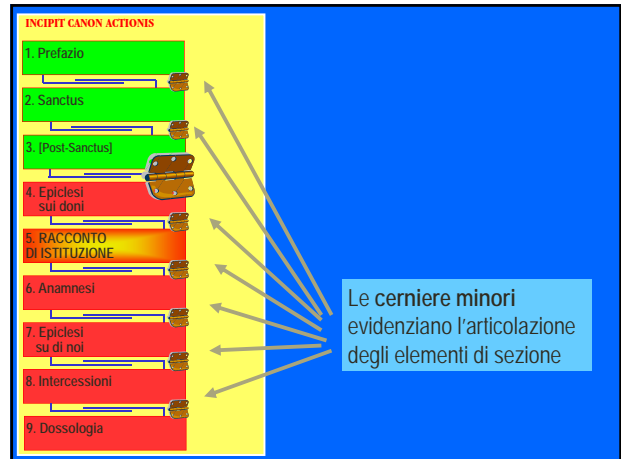 INCIPIT CANON ACTIONIS
1. Prefazio
2. Sanctus
3. [Post-Sanctus]
4. Epiclesi
sui doni
5. RACCONTO
DI ISTITUZIONE
6. Anamnesi
7. Epiclesi
su di noi
8. Intercessioni
9. Dossologia
Le cerniere minori
evidenziano l'articolazione
degli elementi di sezione